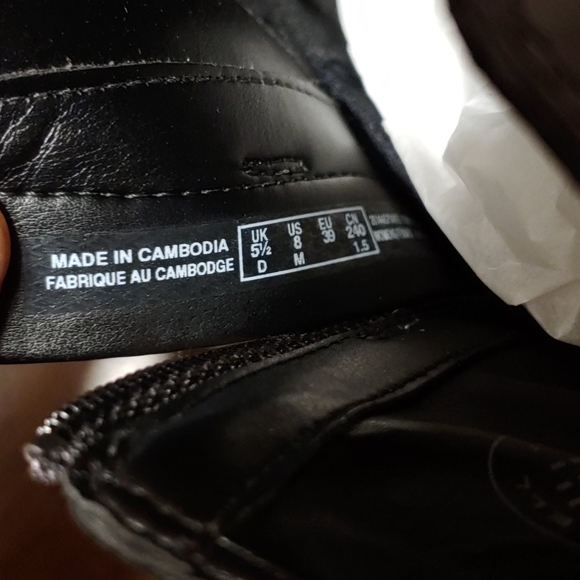 MADE IN CAMBODIA
FABRIQUE AU CAMBODGE
UK US EU CN
5½ 8 39 240
D M 1.5